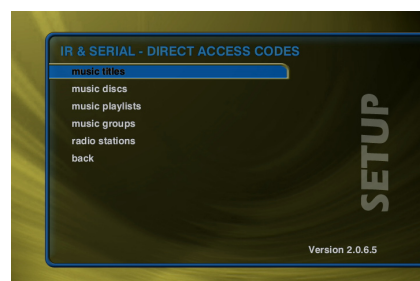 IR & SERIAL - DIRECT ACCESS CODES
music titles
music discs
music playlists
music groups
radio stations
back
SETUP
Version 2.0.6.5